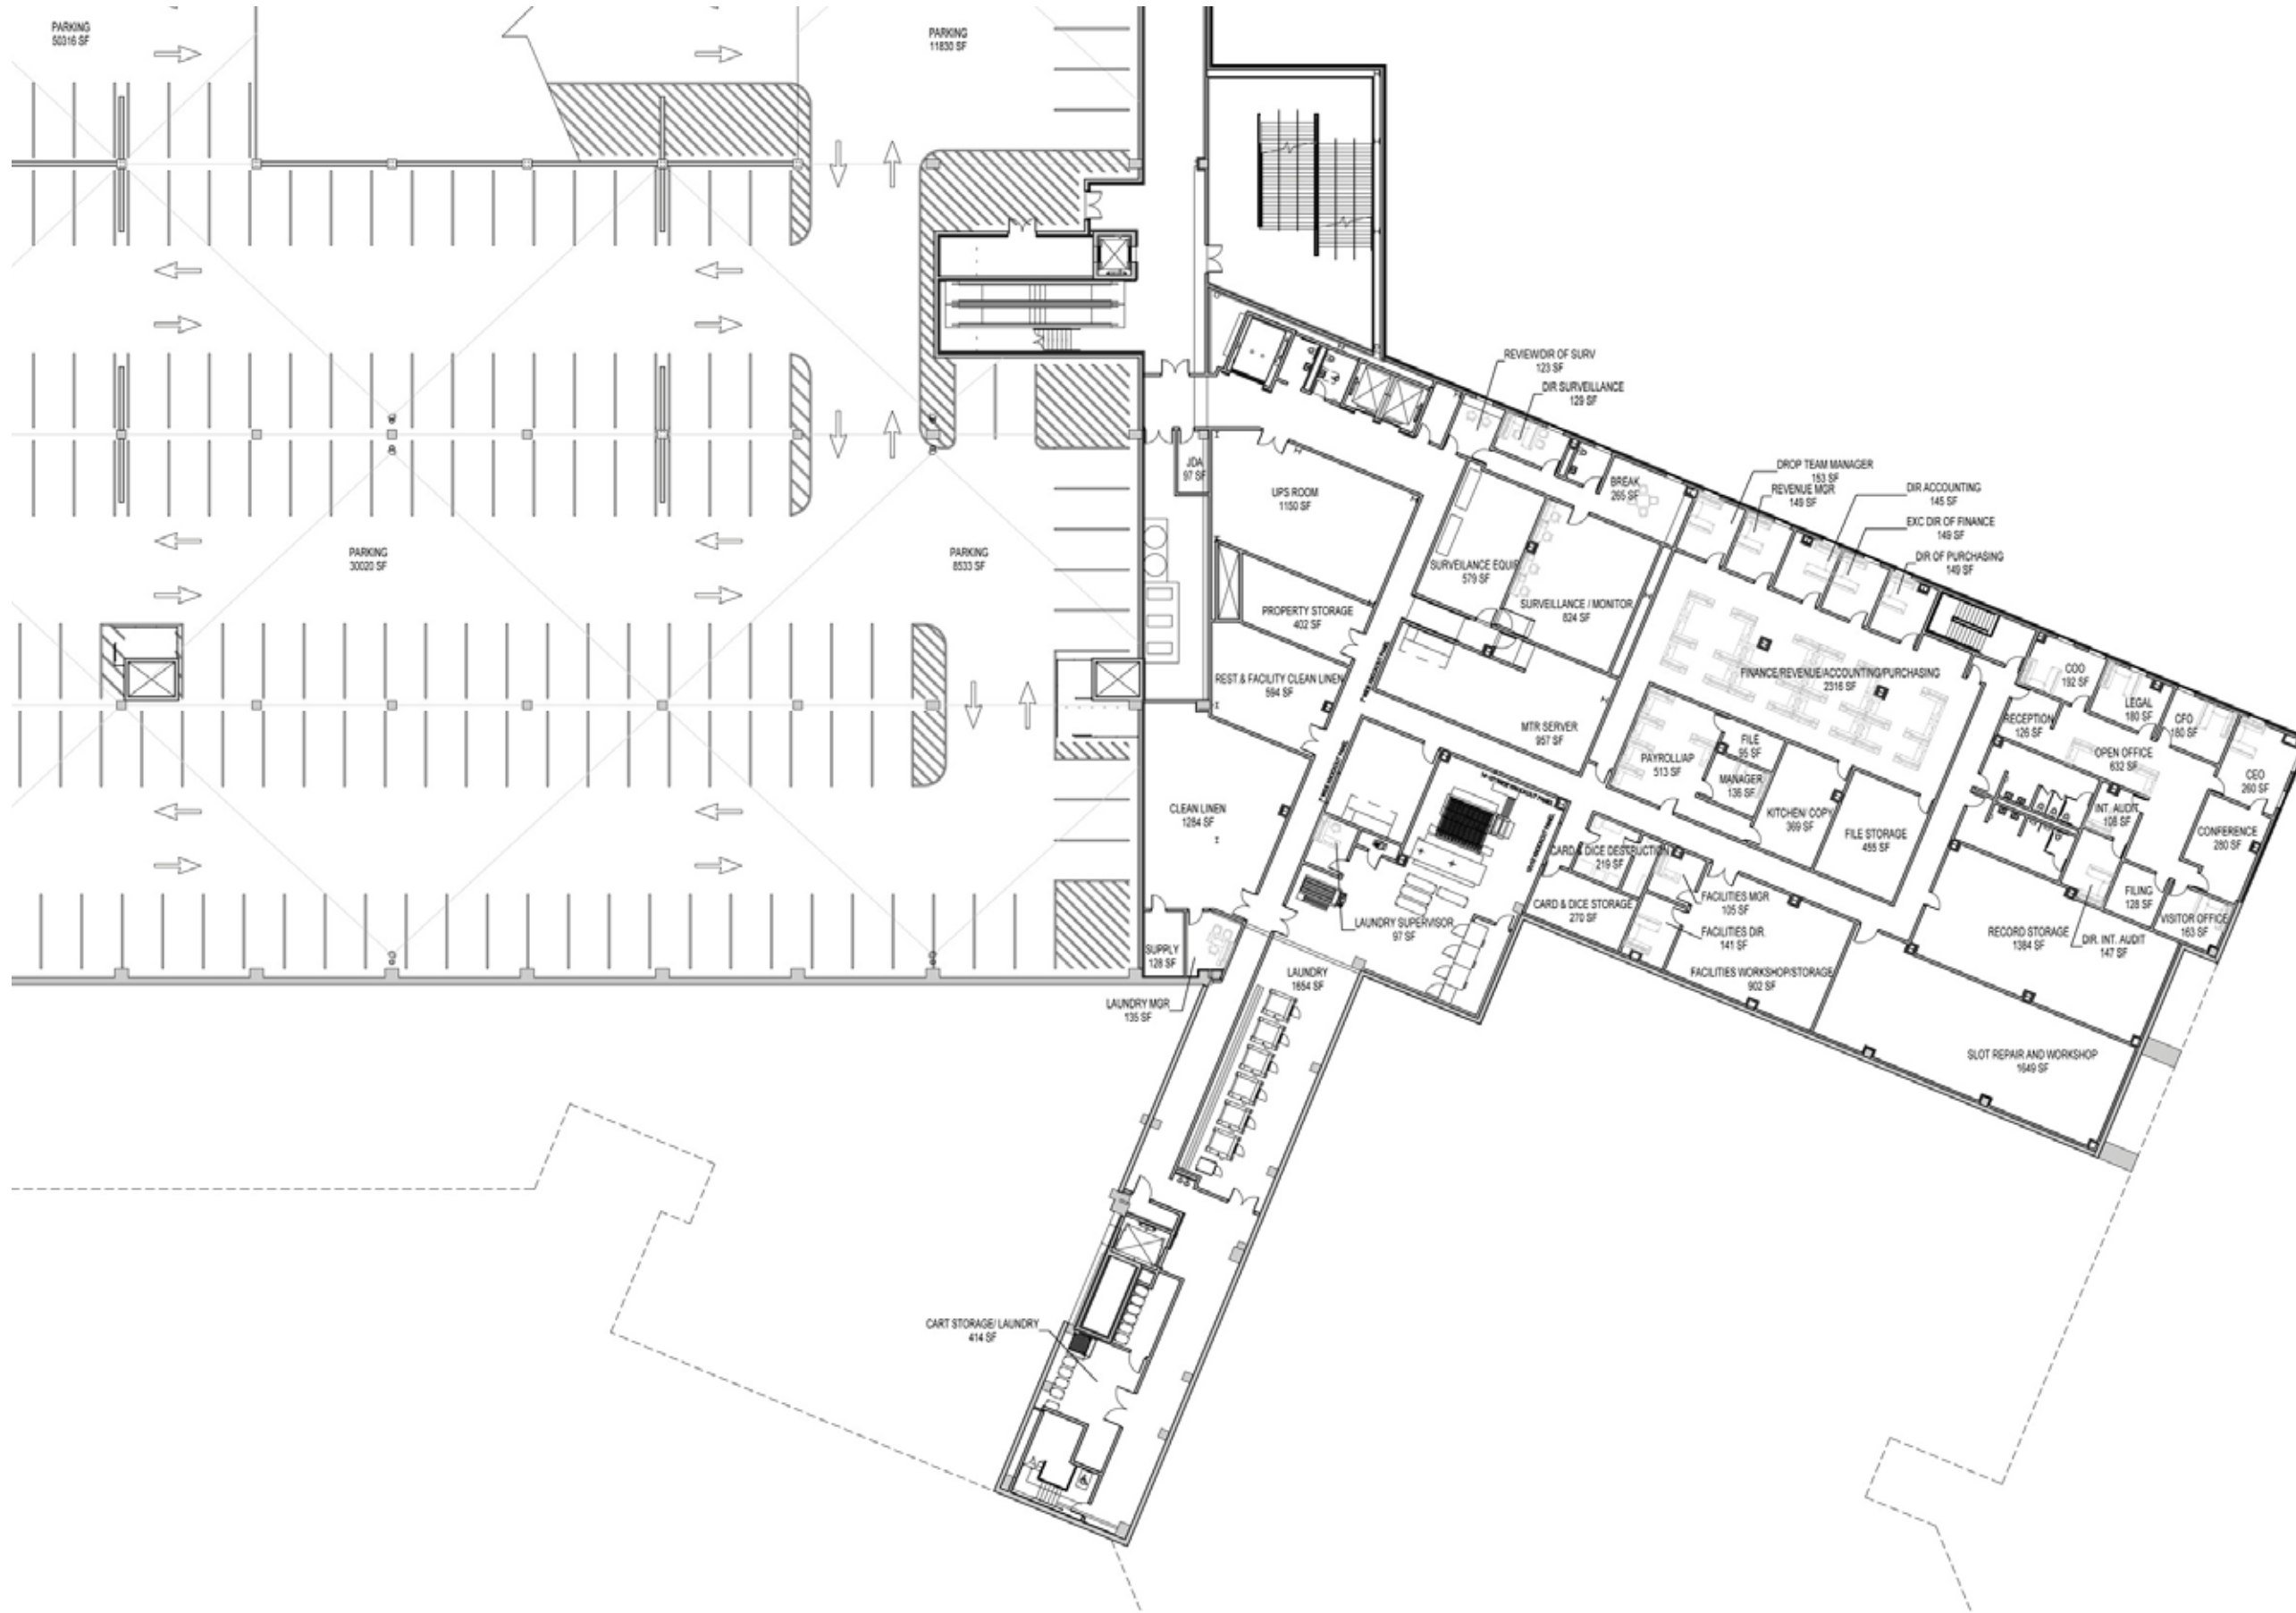 PARKING
50316 SF
PARKING
11830 SF
REVIEW/DIR OF SURV
123 SF
DIR SURVEILLANCE
129 SF
JDA
97 SF
UPS ROOM
1150 SF
BREAK
265 SF
DROP TEAM MANAGER
153 SF
REVENUE MGR
149 SF
DIR ACCOUNTING
145 SF
EXC DIR OF FINANCE
149 SF
DIR OF PURCHASING
149 SF
PARKING
30020 SF
PARKING
8533 SF
SURVEILANCE EQUIP
579 SF
SURVEILLANCE / MONITOR
824 SF
PROPERTY STORAGE
402 SF
REST & FACILITY CLEAN LINEN
594 SF
FINANCE/REVENUE/ACCOUNTING/PURCHASING
2316 SF
COO
192 SF
LEGAL
180 SF
CFO
180 SF
RECEPTION
126 SF
MTR SERVER
957 SF
FILE
95 SF
PAYROLL/AP
513 SF
MANAGER
136 SF
OPEN OFFICE
632 SF
CEO
260 SF
CLEAN LINEN
1284 SF
KITCHEN/ COPY
369 SF
FILE STORAGE
455 SF
INT. AUDIT
108 SF
CONFERENCE
280 SF
CARD & DICE DESTRUCTION
219 SF
CARD & DICE STORAGE
270 SF
FACILITIES MGR
105 SF
FILING
128 SF
VISITOR OFFICE
163 SF
LAUNDRY SUPERVISOR
97 SF
FACILITIES DIR.
141 SF
RECORD STORAGE
1384 SF
DIR. INT. AUDIT
147 SF
SUPPLY
128 SF
LAUNDRY
1654 SF
FACILITIES WORKSHOP/STORAGE
902 SF
LAUNDRY MGR
135 SF
SLOT REPAIR AND WORKSHOP
1649 SF
CART STORAGE/ LAUNDRY
414 SF